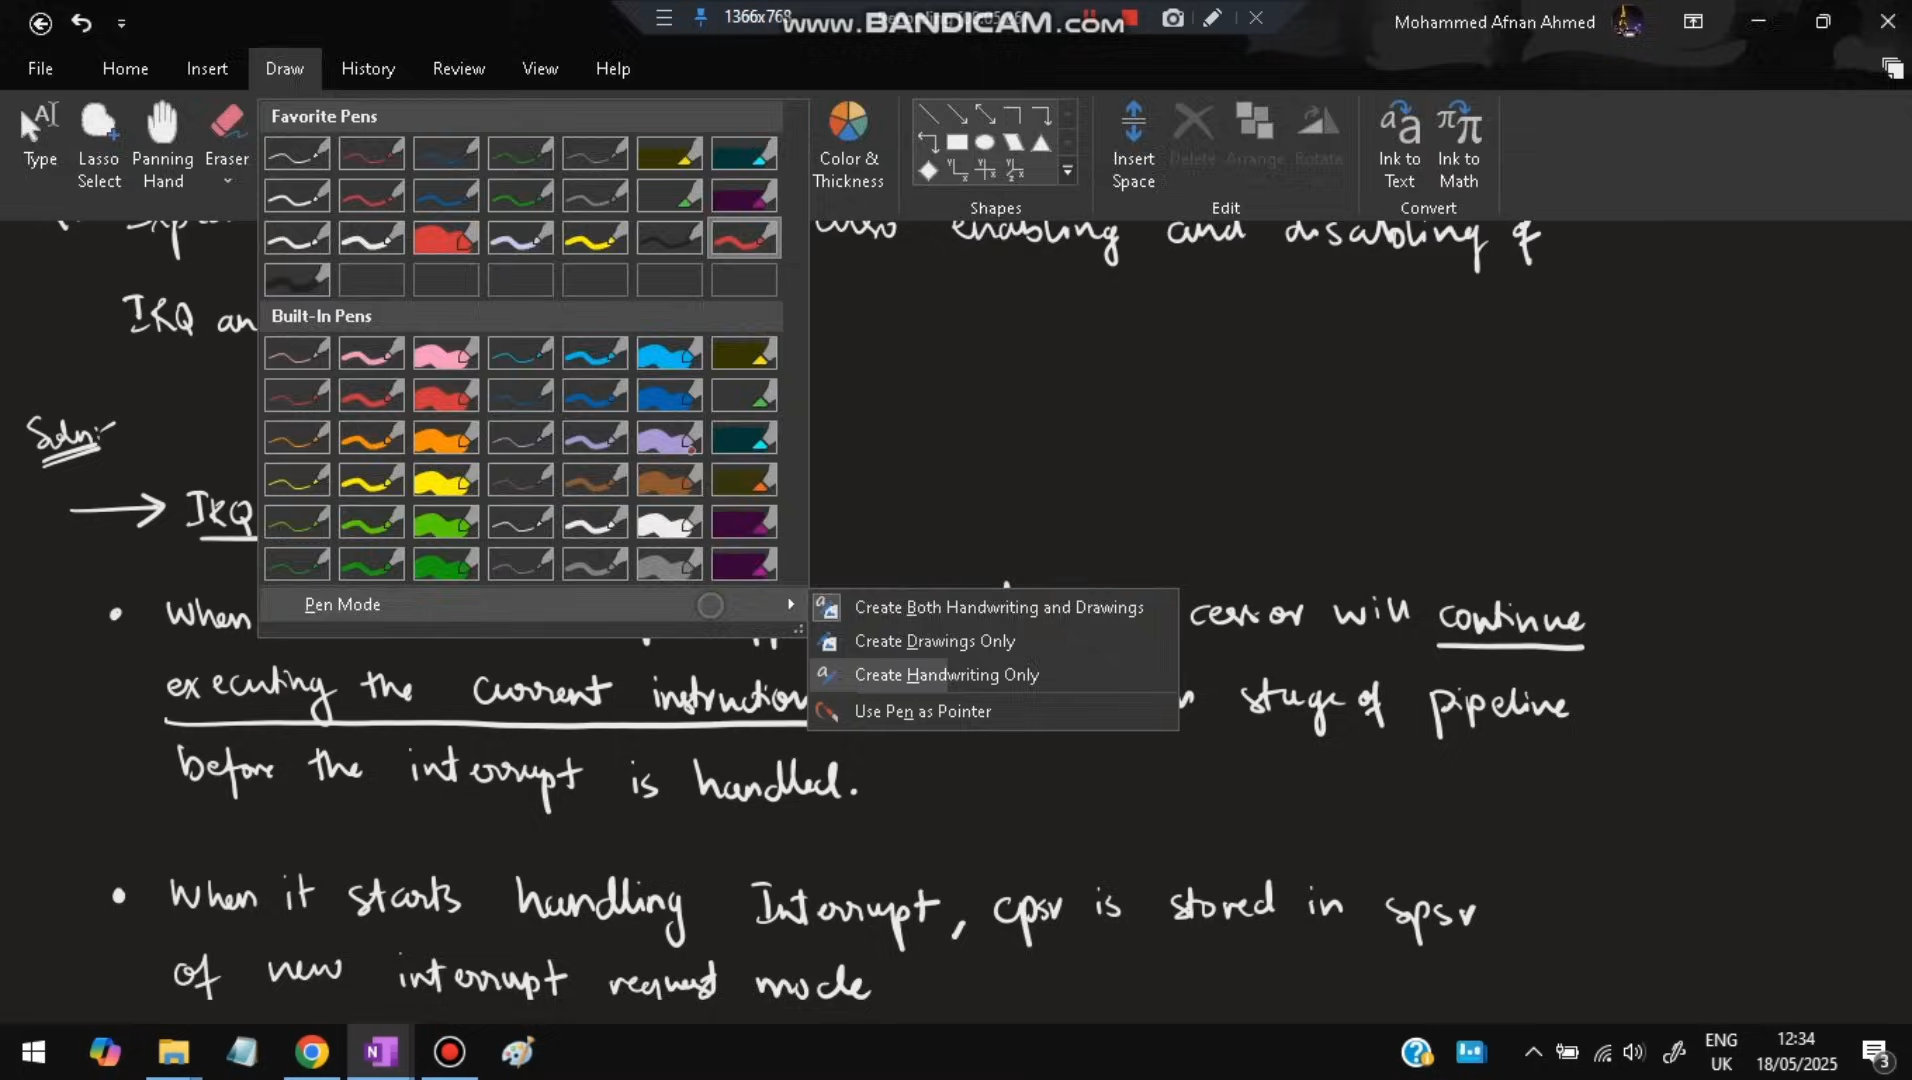 1366x768
www.BANDICAM.com
Mohammed Afnan Ahmed
File Home Insert Draw History Review View Help
Type
Lasso Select
Panning Hand
Eraser
Favorite Pens
Built-In Pens
Pen Mode
Create Both Handwriting and Drawings
Create Drawings Only
Create Handwriting Only
Use Pen as Pointer
Color & Thickness
Shapes
Insert Space
Delete
Arrange
Rotate
Edit
Ink to Text
Ink to Math
Convert
also enabling and disabling of
IRQ an
Soln:-
→ IRQ
• When cessor will continue
executing the current instruction stage of pipeline
before the interrupt is handled.
• When it starts handling Interrupt, cpsr is stored in spsr
of new interrupt request mode
ENG
UK
12:34
18/05/2025
3